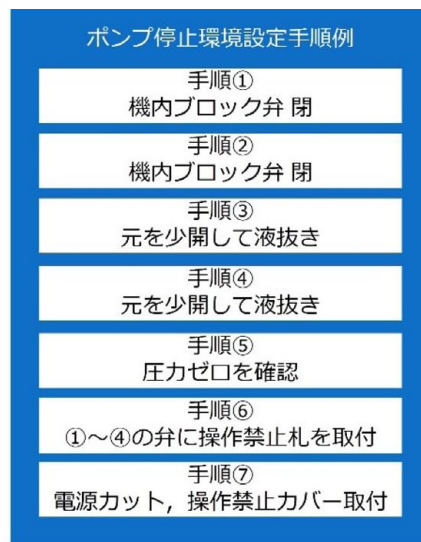 ポンプ停止環境設定手順例
手順①
機内ブロック弁 閉
手順②
機内ブロック弁 閉
手順③
元を少開して液抜き
手順④
元を少開して液抜き
手順⑤
圧力ゼロを確認
手順⑥
①～④の弁に操作禁止札を取付
手順⑦
電源カット，操作禁止カバー取付